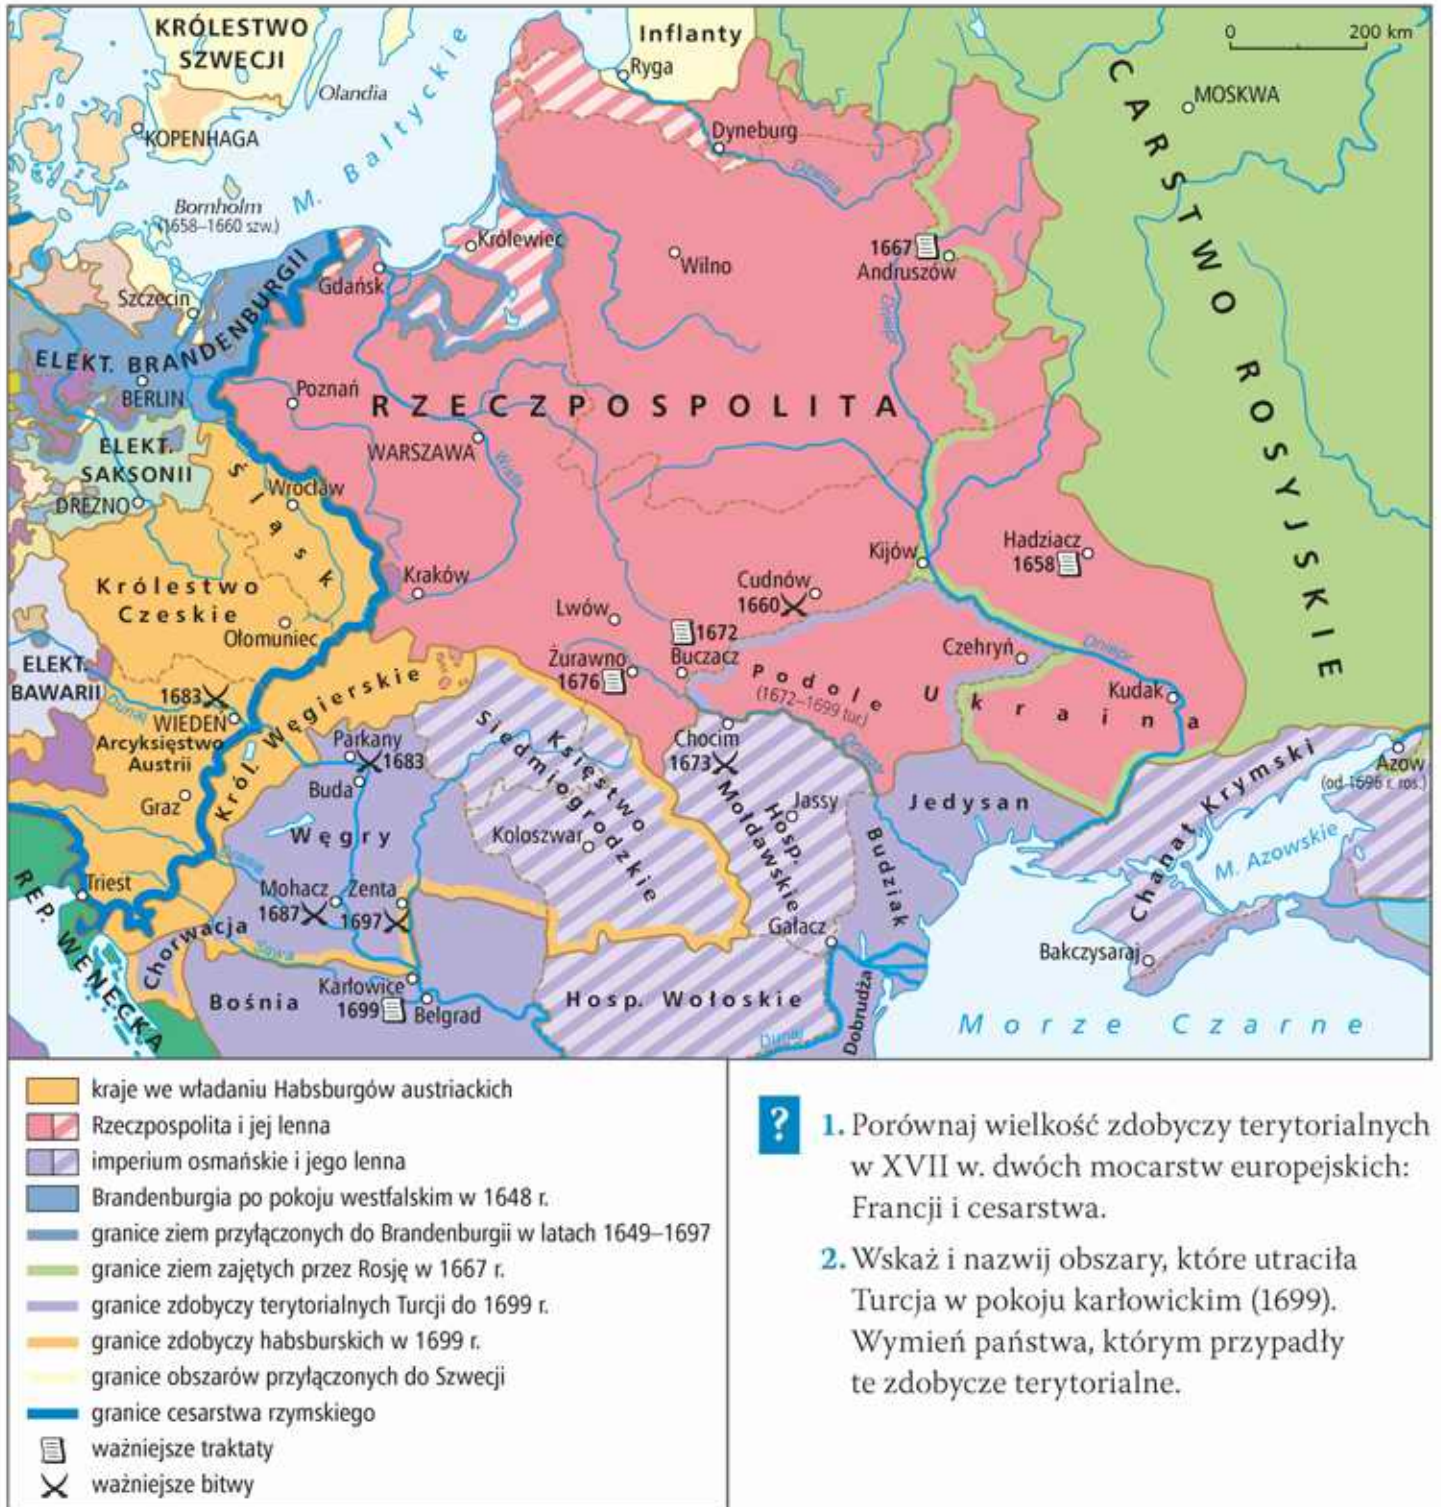 KRÓLESTWO
SZWECJI
Inflanty
0
200 km
Ryga
Olandia
M. Bałtyckie
CARSTWO ROSYJSKIE
MOSKWA
KOPENHAGA
Dyneburg
Dźwina
Bornholm
(1658–1660 szw.)
Królewiec
1667
Andruszów
Wilno
Gdańsk
Szczecin
Dniepr
ELEKT. BRANDENBURGII
BERLIN
Poznań
RZECZPOSPOLITA
WARSZAWA
Wisła
ELEKT.
SAKSONII
DREZNO
Śląsk
Wrocław
Kijów
Hadziacz
1658
Królestwo
Czeskie
Kraków
Cudnów
1660
Lwów
Ołomuniec
1672
Buczacz
Czehryń
Dniepr
ELEKT.
BAWARII
Żurawno
1676
Podole
(1672–1699 tur.)
Ukraina
Kudak
1683
WIEDEŃ
Dunaj
Arcyksięstwo
Austrii
Król. Węgierskie
Parkany
1683
Księstwo
Siedmiogrodzkie
Chocim
1673
Dniestr
Azow
(od 1696 r. ros.)
Graz
Buda
Hosp.
Mołdawskie
Jassy
Jedysan
Chanat Krymski
Węgry
Koloszwar
Budziak
M. Azowskie
Triest
REP. WENECKA
Mohacz
1687
Zenta
1697
Drawa
Chorwacja
Sawa
Gałacz
Bakczysaraj
Bośnia
Karłowice
1699
Belgrad
Hosp. Wołoskie
Dunaj
Dobrudża
Morze Czarne
kraje we władaniu Habsburgów austriackich
Rzeczpospolita i jej lenna
imperium osmańskie i jego lenna
Brandenburgia po pokoju westfalskim w 1648 r.
granice ziem przyłączonych do Brandenburgii w latach 1649–1697
granice ziem zajętych przez Rosję w 1667 r.
granice zdobyczy terytorialnych Turcji do 1699 r.
granice zdobyczy habsburskich w 1699 r.
granice obszarów przyłączonych do Szwecji
granice cesarstwa rzymskiego
ważniejsze traktaty
ważniejsze bitwy
?
1. Porównaj wielkość zdobyczy terytorialnych
w XVII w. dwóch mocarstw europejskich:
Francji i cesarstwa.
2. Wskaż i nazwij obszary, które utraciła
Turcja w pokoju karłowickim (1699).
Wymień państwa, którym przypadły
te zdobycze terytorialne.